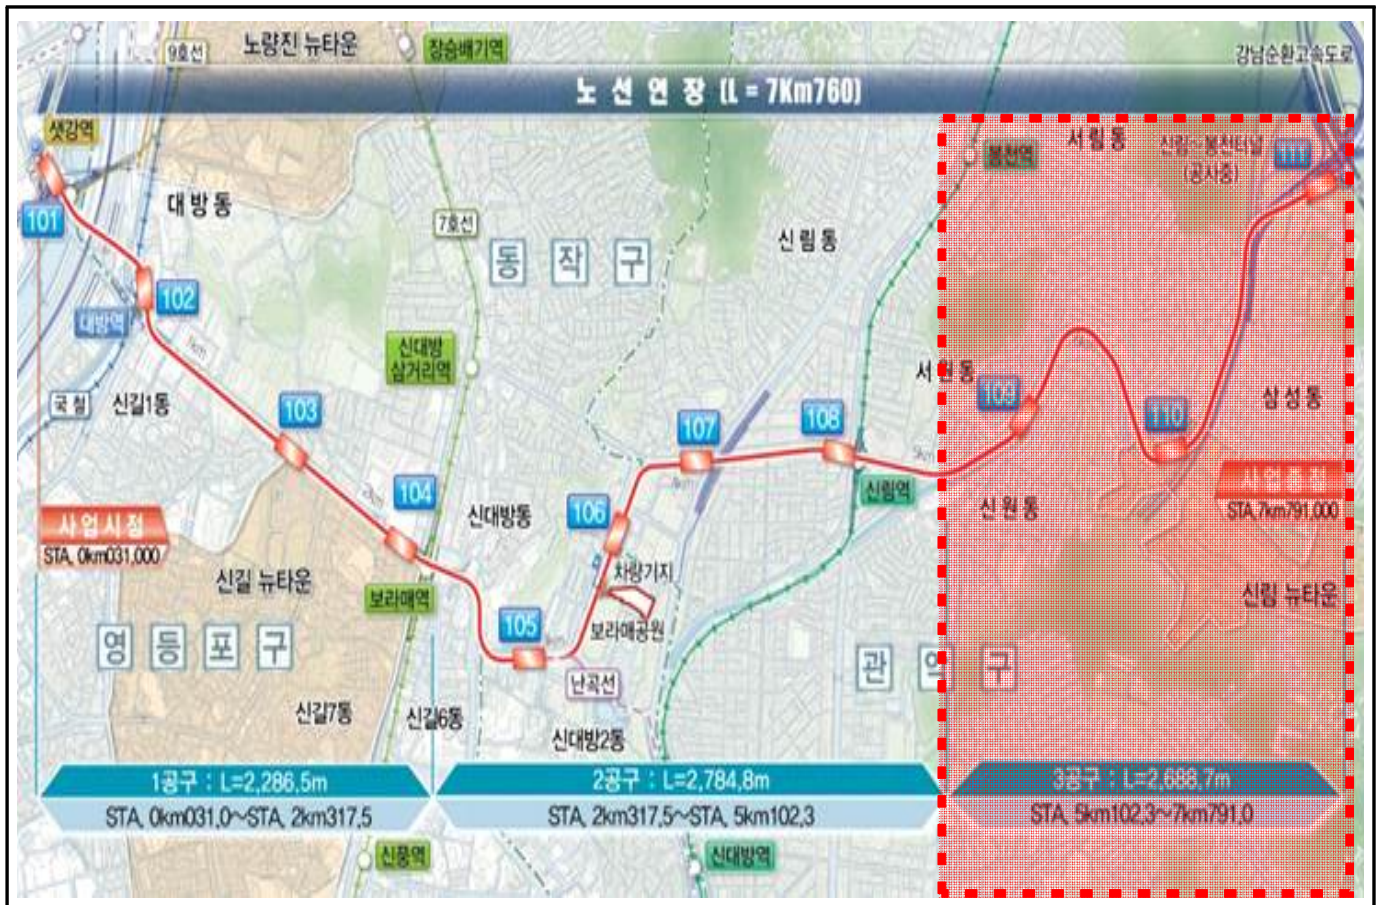 노량진 뉴타운
9호선
장승배기역
강남순환고속도로
노 선 연 장 (L = 7Km760)
샛강역
101
대방동
102
대방역
국철
신길1동
103
7호선
동 작 구
신대방
삼거리역
104
신대방동
신림동
봉천역
서림동
신림~봉천터널
(공사중)
111
서원동
109
110
삼성동
107
108
106
신림역
5km
1km
2km
신원동
사업종점
STA, 7km791,000
사업시점
STA, 0km031,000
신길 뉴타운
보라매역
105
차량기지
보라매공원
난곡선
신림 뉴타운
영 등 포 구
관 악 구
신길7동
신길6동
신대방2동
1공구 : L=2,286.5m
STA, 0km031.0~STA, 2km317.5
2공구 : L=2,784.8m
STA, 2km317.5~STA, 5km102.3
3공구 : L=2,688.7m
STA, 5km102.3~7km791.0
신풍역
신대방역